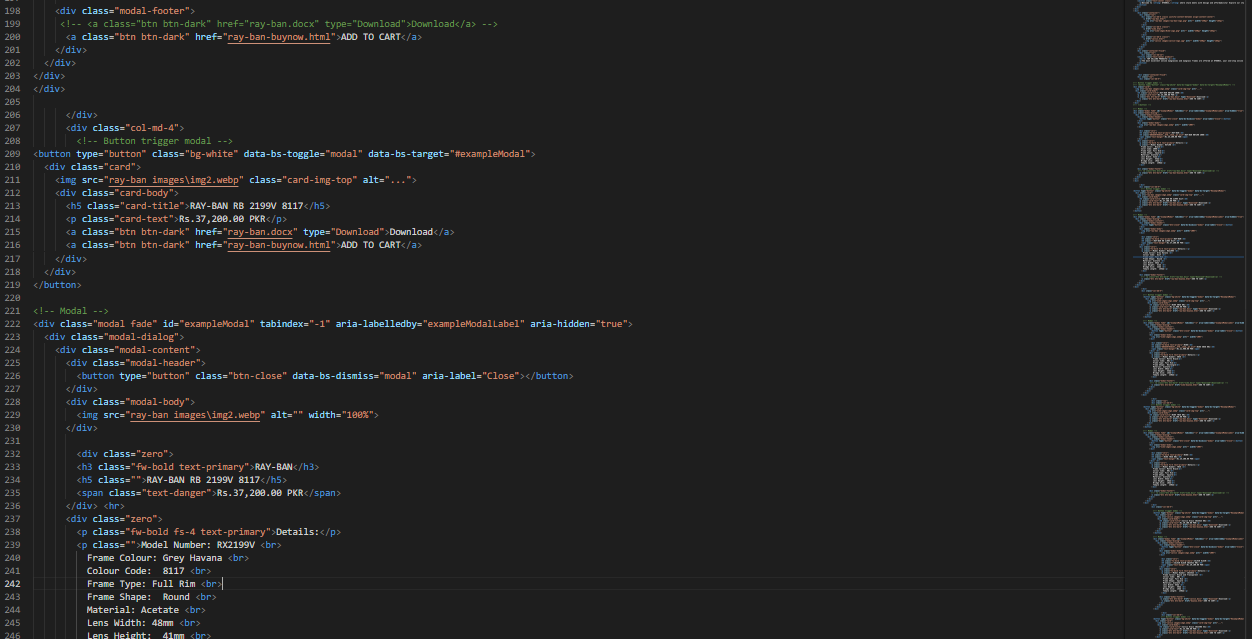 198 <div class="modal-footer">
199 <!-- <a class="btn btn-dark" href="ray-ban.docx" type="Download">Download</a> -->
200 <a class="btn btn-dark" href="ray-ban-buynow.html">ADD TO CART</a>
201 </div>
202 </div>
203 </div>
204 </div>
205
206 </div>
207 <div class="col-md-4">
208 <!-- Button trigger modal -->
209 <button type="button" class="bg-white" data-bs-toggle="modal" data-bs-target="#exampleModal">
210 <div class="card">
211 <img src="ray-ban images\img2.webp" class="card-img-top" alt="...">
212 <div class="card-body">
213 <h5 class="card-title">RAY-BAN RB 2199V 8117</h5>
214 <p class="card-text">Rs.37,200.00 PKR</p>
215 <a class="btn btn-dark" href="ray-ban.docx" type="Download">Download</a>
216 <a class="btn btn-dark" href="ray-ban-buynow.html">ADD TO CART</a>
217 </div>
218 </div>
219 </button>
220
221 <!-- Modal -->
222 <div class="modal fade" id="exampleModal" tabindex="-1" aria-labelledby="exampleModalLabel" aria-hidden="true">
223 <div class="modal-dialog">
224 <div class="modal-content">
225 <div class="modal-header">
226 <button type="button" class="btn-close" data-bs-dismiss="modal" aria-label="Close"></button>
227 </div>
228 <div class="modal-body">
229 <img src="ray-ban images\img2.webp" alt="" width="100%">
230 </div>
231
232 <div class="zero">
233 <h3 class="fw-bold text-primary">RAY-BAN</h3>
234 <h5 class="">RAY-BAN RB 2199V 8117</h5>
235 <span class="text-danger">Rs.37,200.00 PKR</span>
236 </div> <hr>
237 <div class="zero">
238 <p class="fw-bold fs-4 text-primary">Details:</p>
239 <p class="">Model Number: RX2199V <br>
240 Frame Colour: Grey Havana <br>
241 Colour Code: 8117 <br>
242 Frame Type: Full Rim <br>
243 Frame Shape: Round <br>
244 Material: Acetate <br>
245 Lens Width: 48mm <br>
246 Lens Height: 41mm <br>